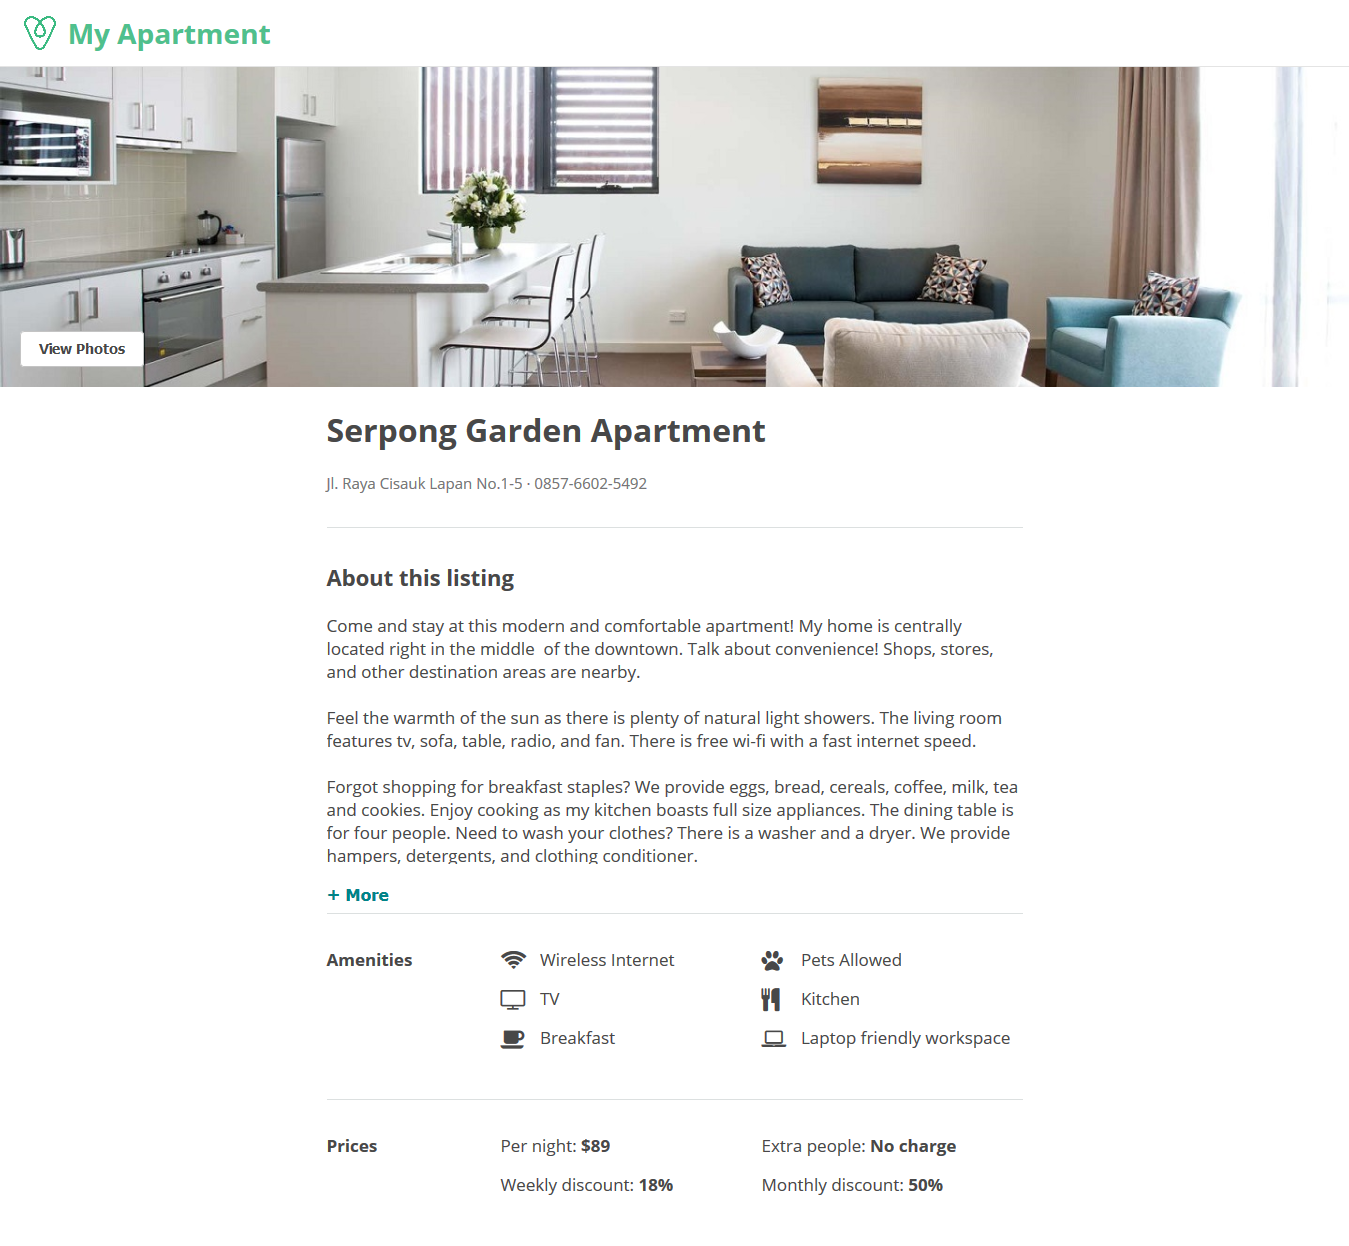 My Apartment
View Photos
Serpong Garden Apartment
Jl. Raya Cisauk Lapan No.1-5 · 0857-6602-5492
About this listing
Come and stay at this modern and comfortable apartment! My home is centrally
located right in the middle  of the downtown. Talk about convenience! Shops, stores,
and other destination areas are nearby.
Feel the warmth of the sun as there is plenty of natural light showers. The living room
features tv, sofa, table, radio, and fan. There is free wi-fi with a fast internet speed.
Forgot shopping for breakfast staples? We provide eggs, bread, cereals, coffee, milk, tea
and cookies. Enjoy cooking as my kitchen boasts full size appliances. The dining table is
for four people. Need to wash your clothes? There is a washer and a dryer. We provide
hampers, detergents, and clothing conditioner.
+ More
Amenities
Wireless Internet
Pets Allowed
TV
Kitchen
Breakfast
Laptop friendly workspace
Prices
Per night: $89
Extra people: No charge
Weekly discount: 18%
Monthly discount: 50%